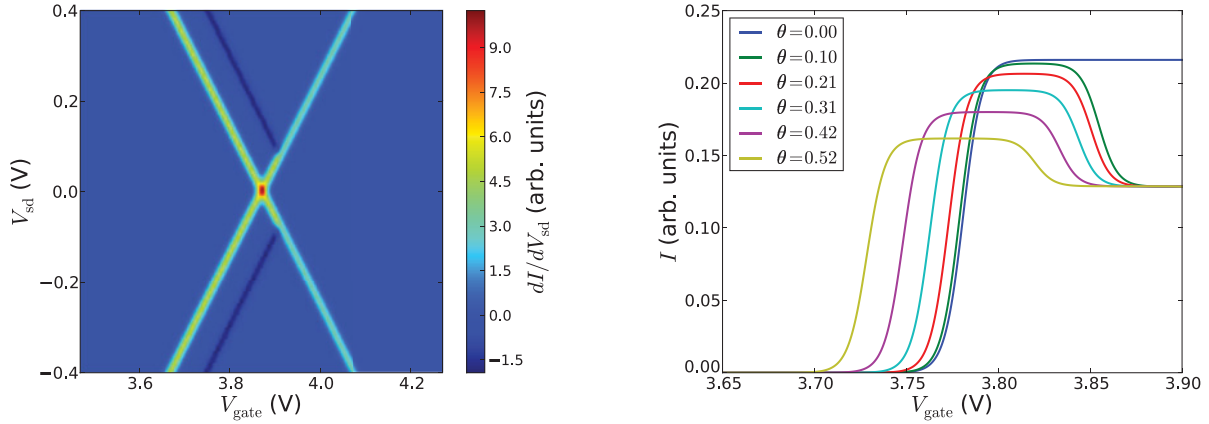 0.4
0.2
0.0
−0.2
−0.4
V_sd (V)
3.6
3.8
4.0
4.2
V_gate (V)
9.0
7.5
6.0
4.5
3.0
1.5
0.0
−1.5
dI/dV_sd (arb. units)
0.25
0.20
0.15
0.10
0.05
0.00
I (arb. units)
θ=0.00
θ=0.10
θ=0.21
θ=0.31
θ=0.42
θ=0.52
3.65
3.70
3.75
3.80
3.85
3.90
V_gate (V)